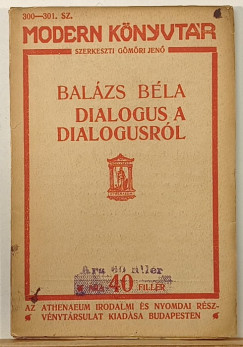 300—301. SZ.
MODERN KÖNYVTÁR
SZERKESZTI GÖMÖRI JENŐ
BALÁZS BÉLA
DIALOGUS A
DIALOGUSRÓL
Ára 60 fillér
40 FILLÉR
AZ ATHENAEUM IRODALMI ÉS NYOMDAI RÉSZ-
VÉNYTÁRSULAT KIADÁSA BUDAPESTEN